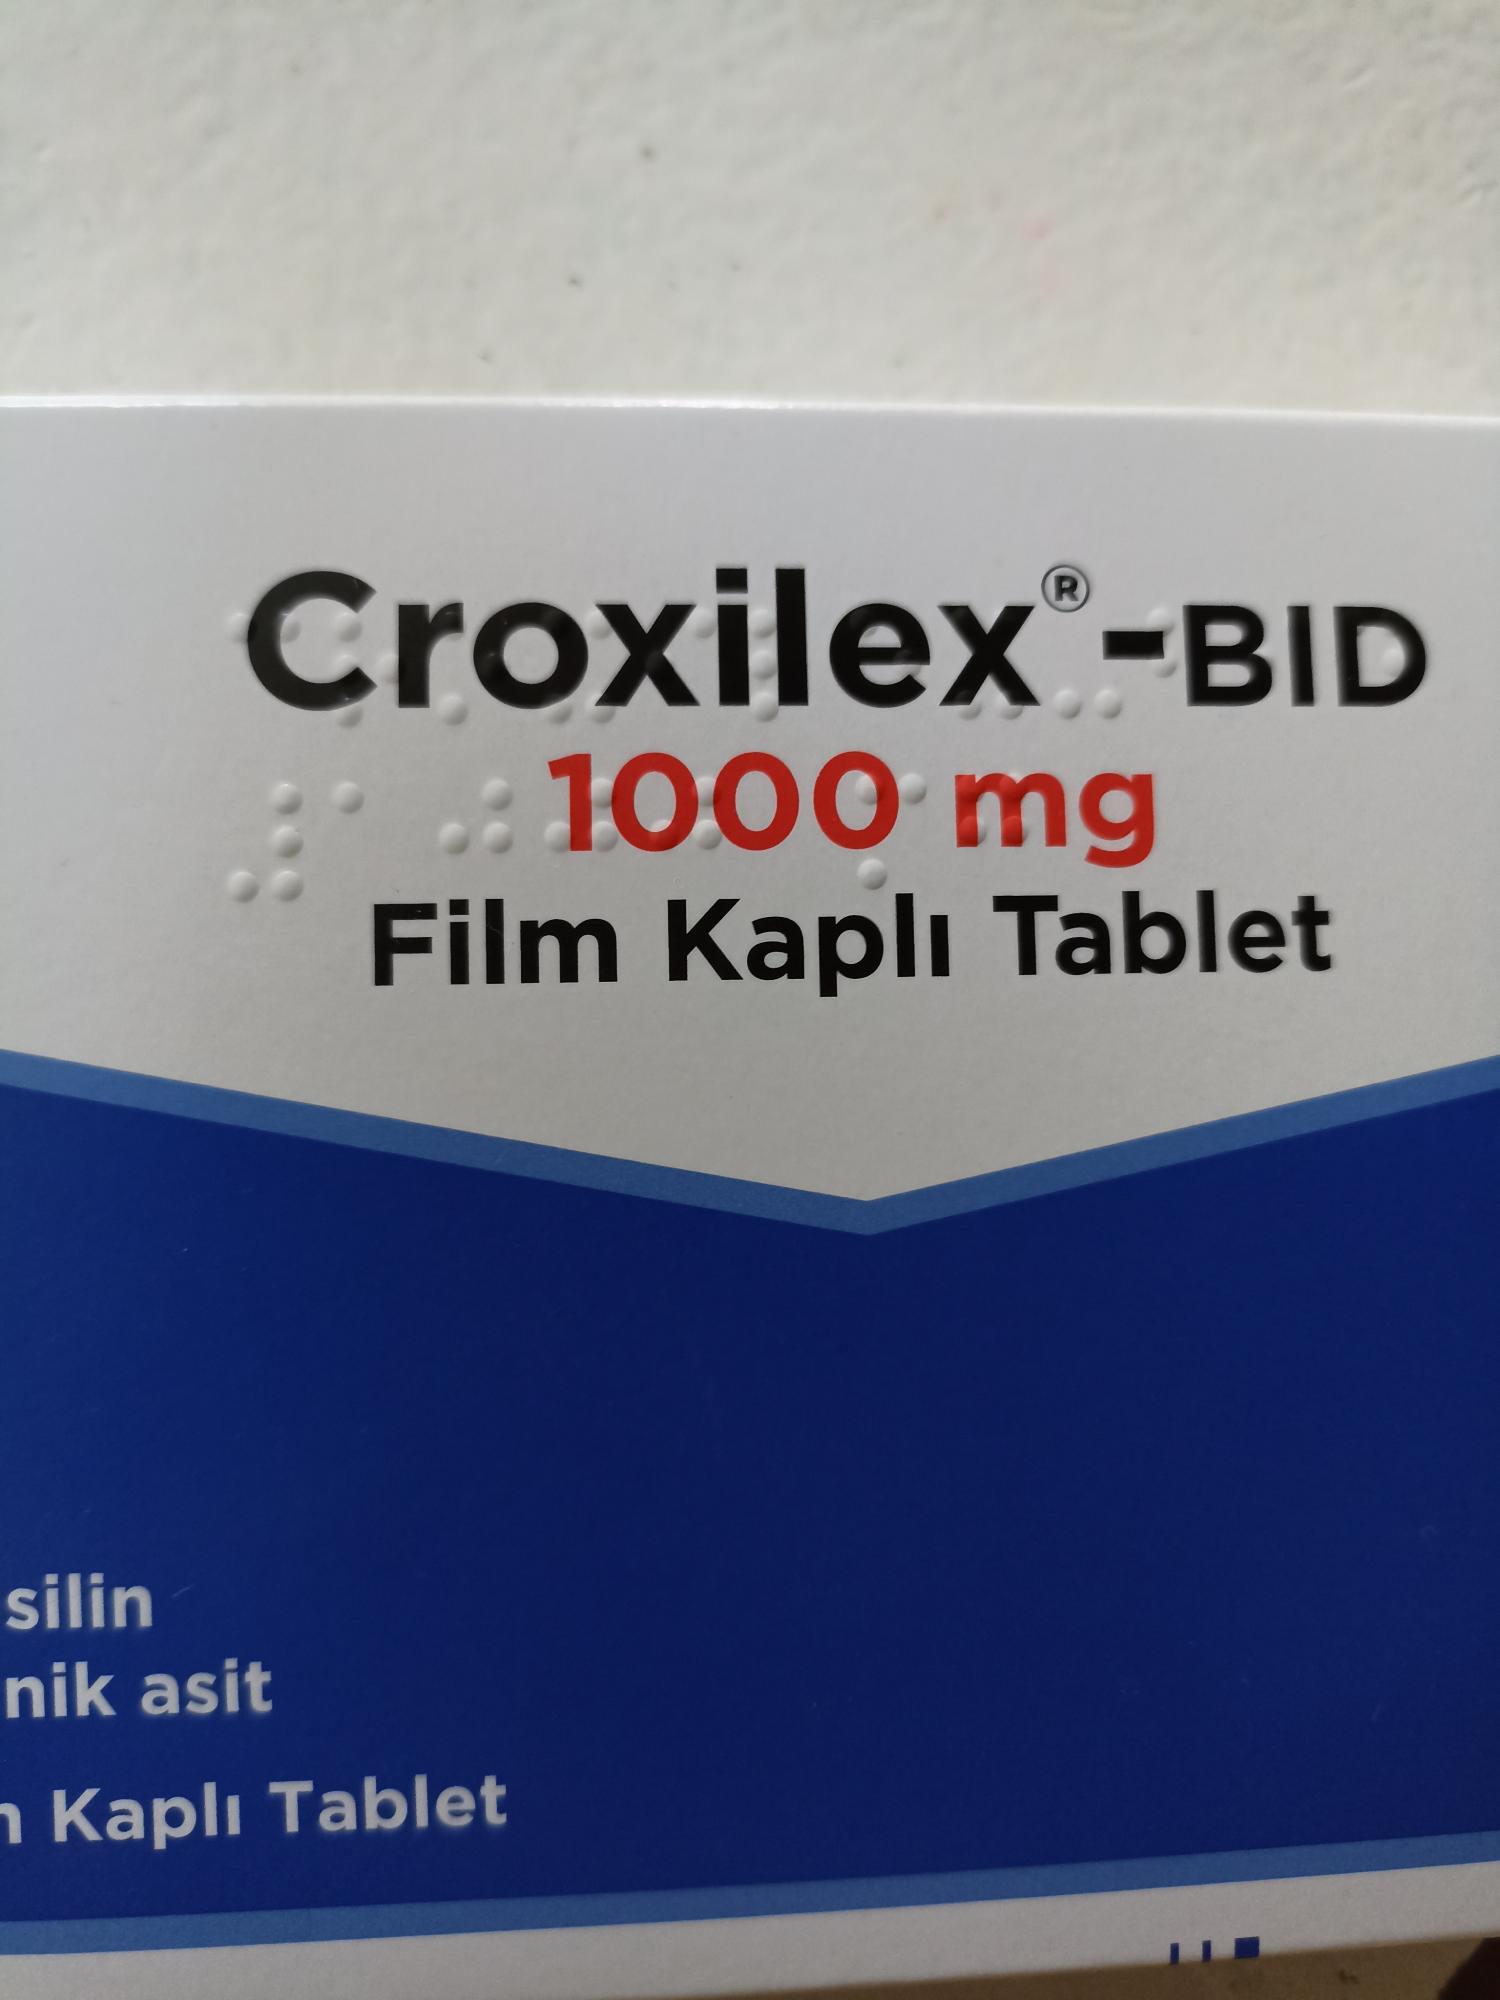 Croxilex®-BID
1000 mg
Film Kaplı Tablet
silin
nik asit
Kaplı Tablet